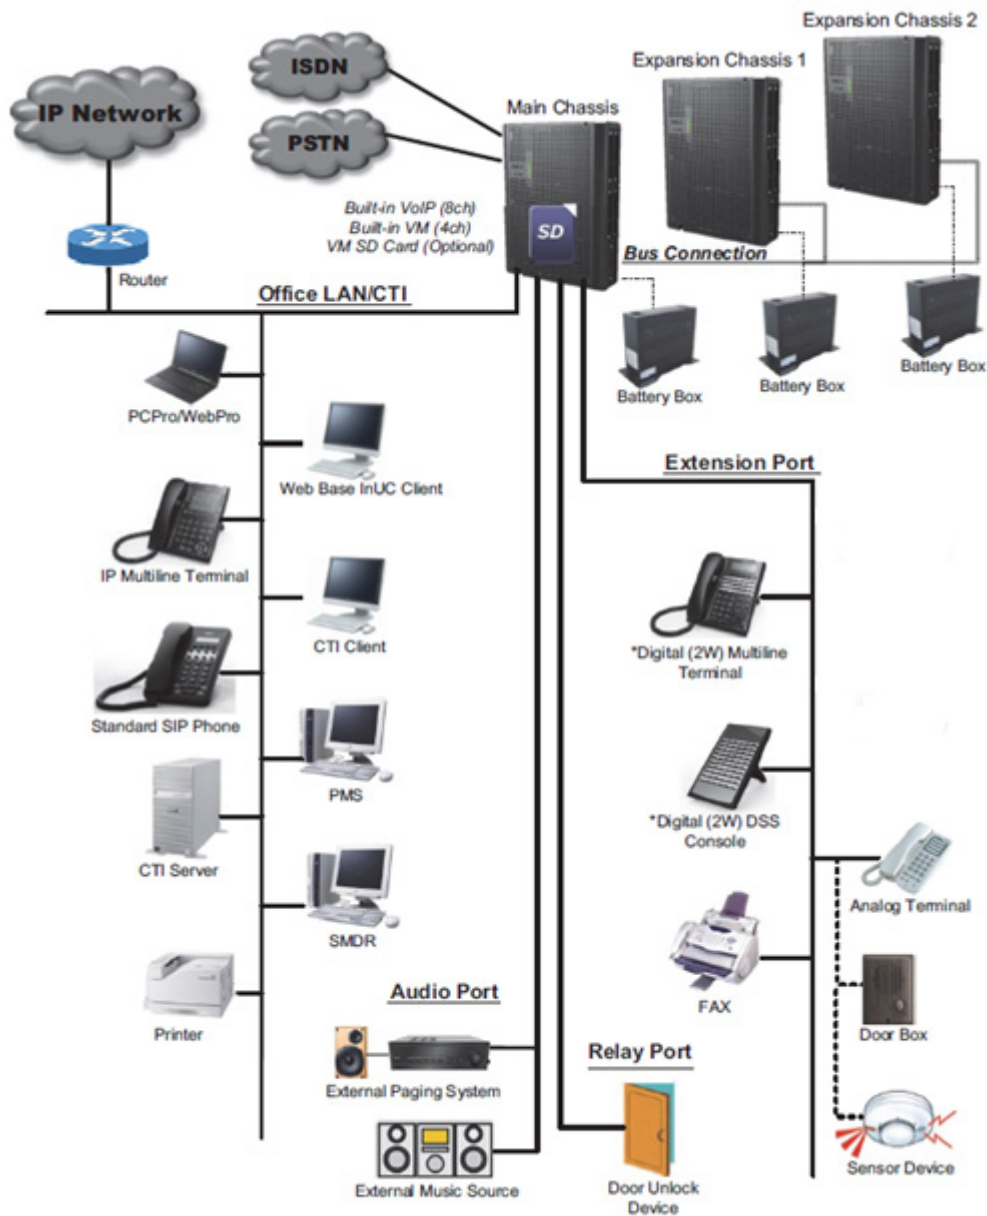 Expansion Chassis 2
Expansion Chassis 1
ISDN
IP Network
Main Chassis
PSTN
Built-in VoIP (8ch)
Built-in VM (4ch)
VM SD Card (Optional)
SD
Bus Connection
Router
Office LAN/CTI
Battery Box
Battery Box
Battery Box
PCPro/WebPro
Extension Port
Web Base InUC Client
IP Multiline Terminal
CTI Client
*Digital (2W) Multiline
Terminal
Standard SIP Phone
PMS
*Digital (2W) DSS
Console
CTI Server
Analog Terminal
SMDR
Audio Port
FAX
Printer
Door Box
Relay Port
External Paging System
Sensor Device
External Music Source
Door Unlock
Device